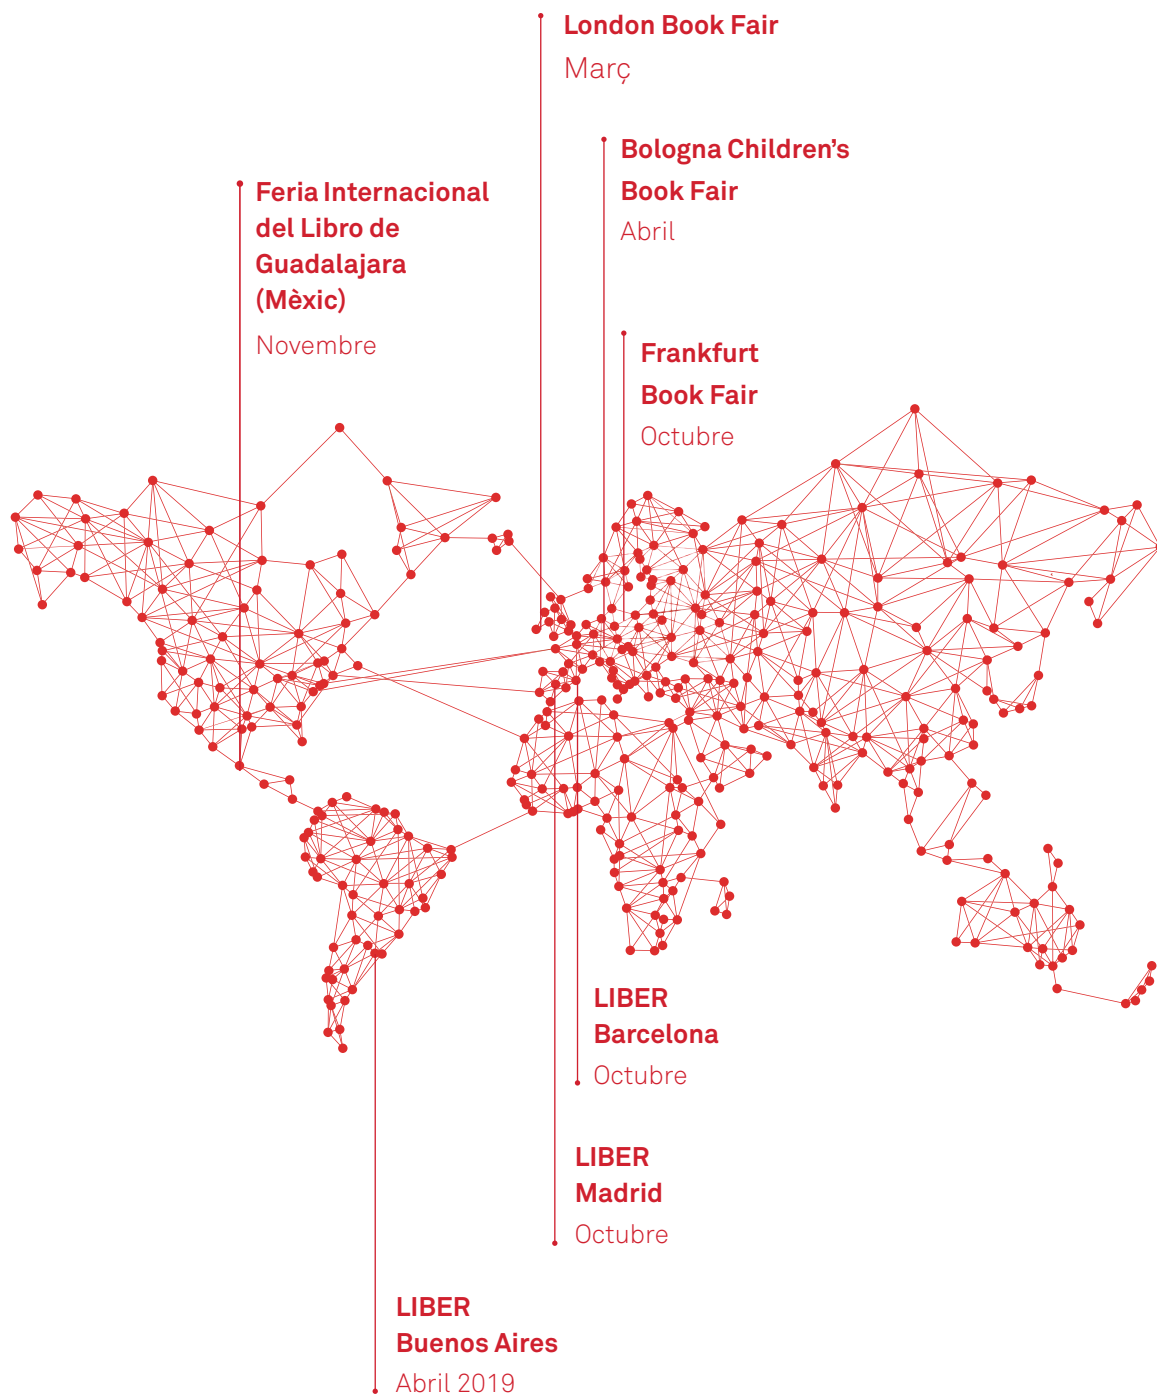 London Book Fair
Març
Bologna Children’s
Book Fair
Abril
Feria Internacional
del Libro de
Guadalajara
(Mèxic)
Novembre
Frankfurt
Book Fair
Octubre
LIBER
Barcelona
Octubre
LIBER
Madrid
Octubre
LIBER
Buenos Aires
Abril 2019